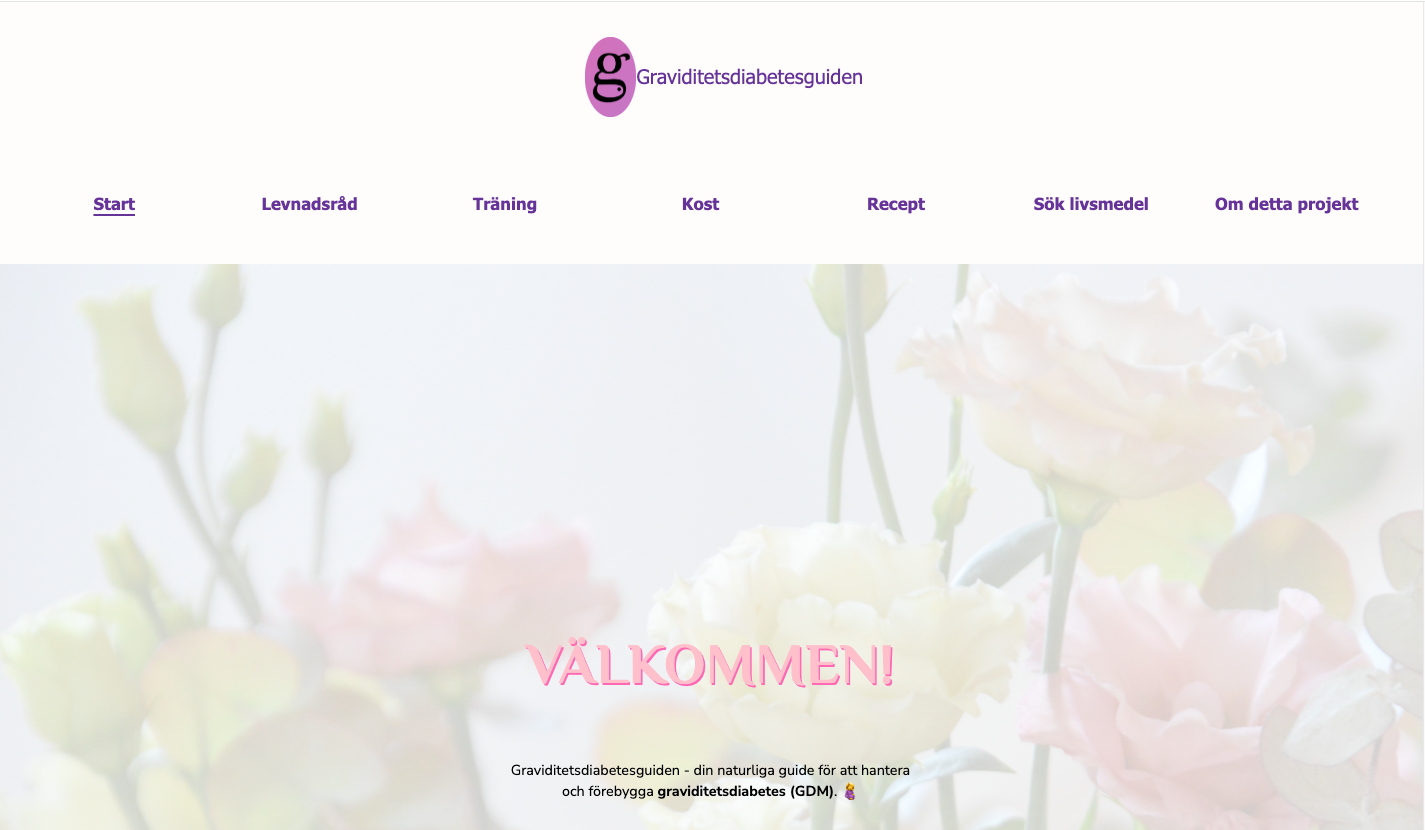 g
Graviditetsdiabetesguiden
Start Levnadsråd Träning Kost Recept Sök livsmedel Om detta projekt
VÄLKOMMEN!
Graviditetsdiabetesguiden - din naturliga guide för att hantera
och förebygga graviditetsdiabetes (GDM). 🤰